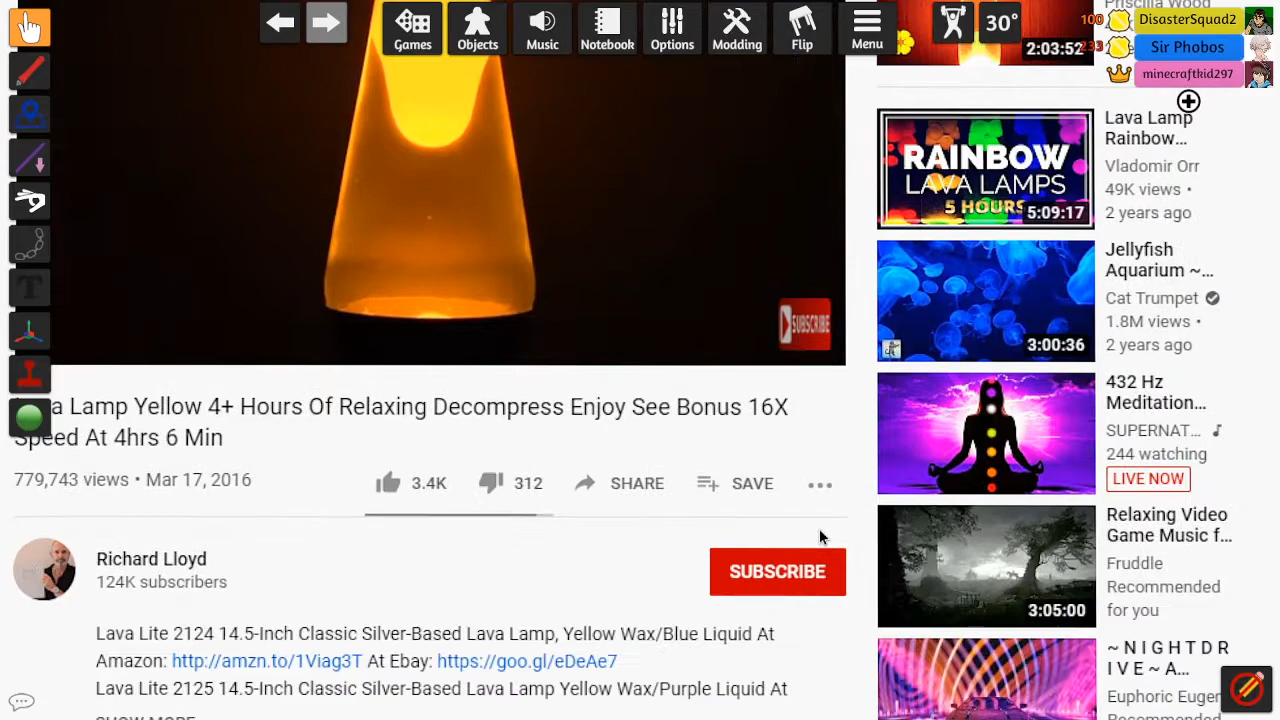 Games
Objects
Music
Notebook
Options
Modding
Flip
Menu
30°
100
DisasterSquad2
233
Sir Phobos
minecraftkid297
2:03:52
SUBSCRIBE
Lava Lamp Yellow 4+ Hours Of Relaxing Decompress Enjoy See Bonus 16X
Speed At 4hrs 6 Min
779,743 views • Mar 17, 2016
3.4K
312
SHARE
SAVE
Richard Lloyd
124K subscribers
SUBSCRIBE
Lava Lite 2124 14.5-Inch Classic Silver-Based Lava Lamp, Yellow Wax/Blue Liquid At
Amazon: http://amzn.to/1Viag3T At Ebay: https://goo.gl/eDeAe7
Lava Lite 2125 14.5-Inch Classic Silver-Based Lava Lamp Yellow Wax/Purple Liquid At
SHOW MORE
RAINBOW
LAVA LAMPS
5 HOURS
5:09:17
Lava Lamp
Rainbow...
Vladomir Orr
49K views •
2 years ago
3:00:36
Jellyfish
Aquarium ~...
Cat Trumpet
1.8M views •
2 years ago
432 Hz
Meditation...
SUPERNAT...
244 watching
LIVE NOW
3:05:00
Relaxing Video
Game Music f...
Fruddle
Recommended
for you
~ N I G H T D R
I V E ~ A...
Euphoric Euger